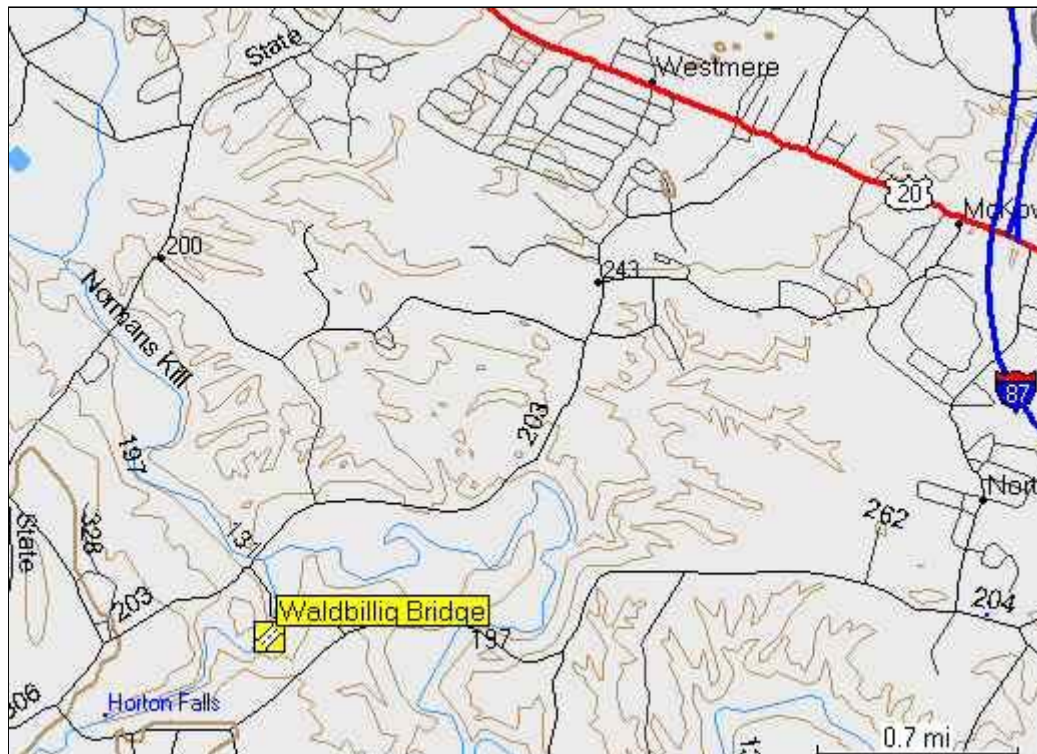 State
Westmere
20
McKow
200
243
Normans Kill
87
203
197
Nort
262
131
328
State
203
Waldbillig Bridge
204
197
306
Horton Falls
0.7 mi